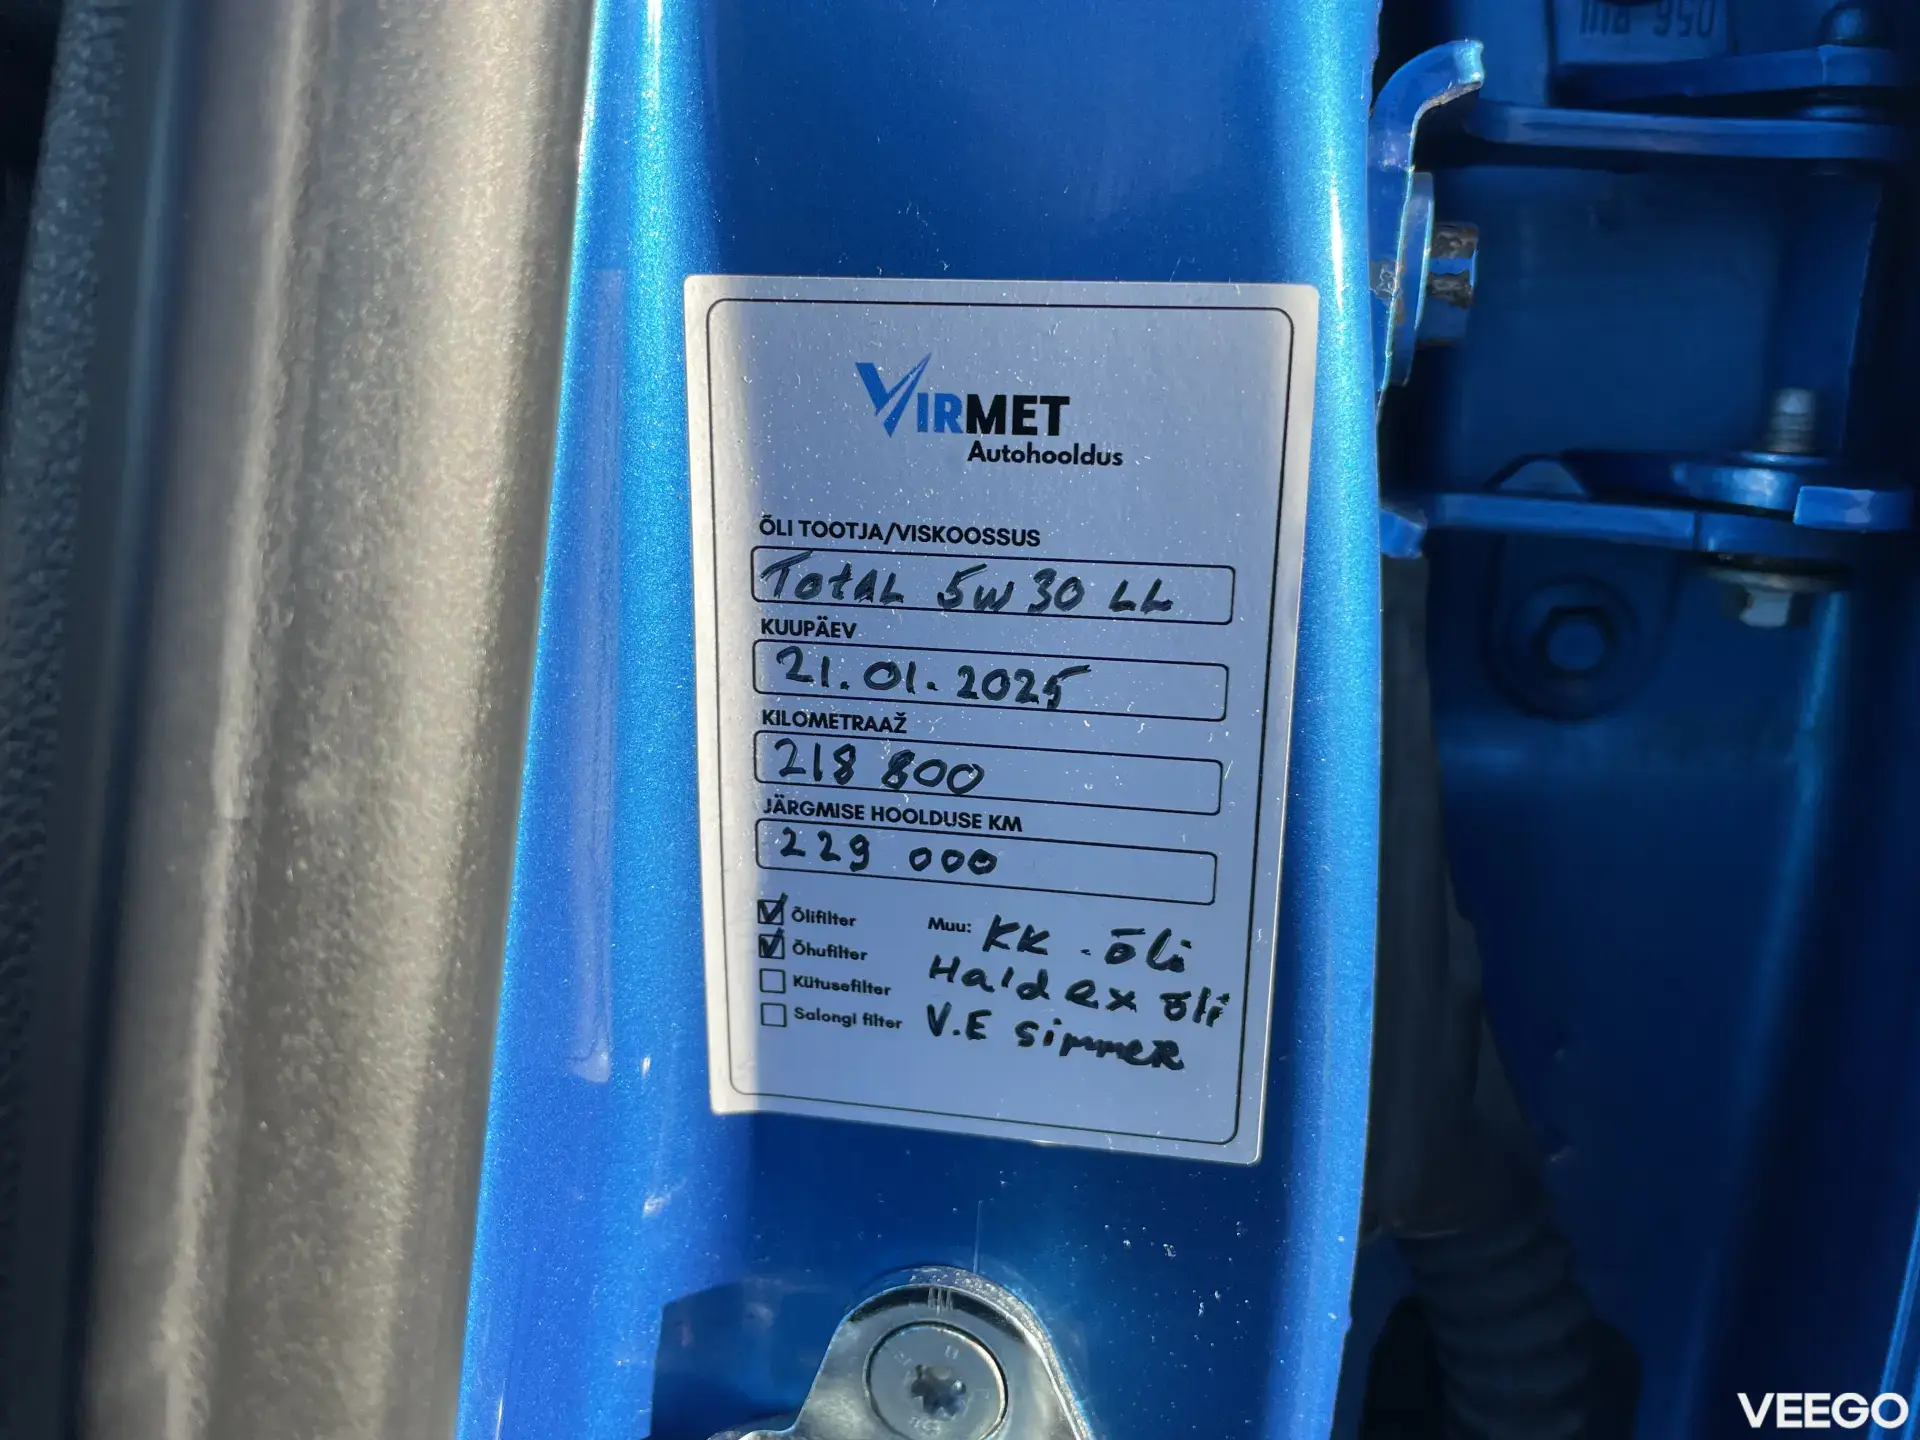 VIRMET
Autohooldus
ÕLI TOOTJA/VISKOOSSUS
TotAL 5W30 LL
KUUPÄEV
21.01.2025
KILOMETRAAŽ
218 800
JÄRGMISE HOOLDUSE KM
229 000
Õlifilter
Õhufilter
Kütusefilter
Salongi filter
Muu: KK. õli
Haldex õli
V.E simmeR
VEEGO